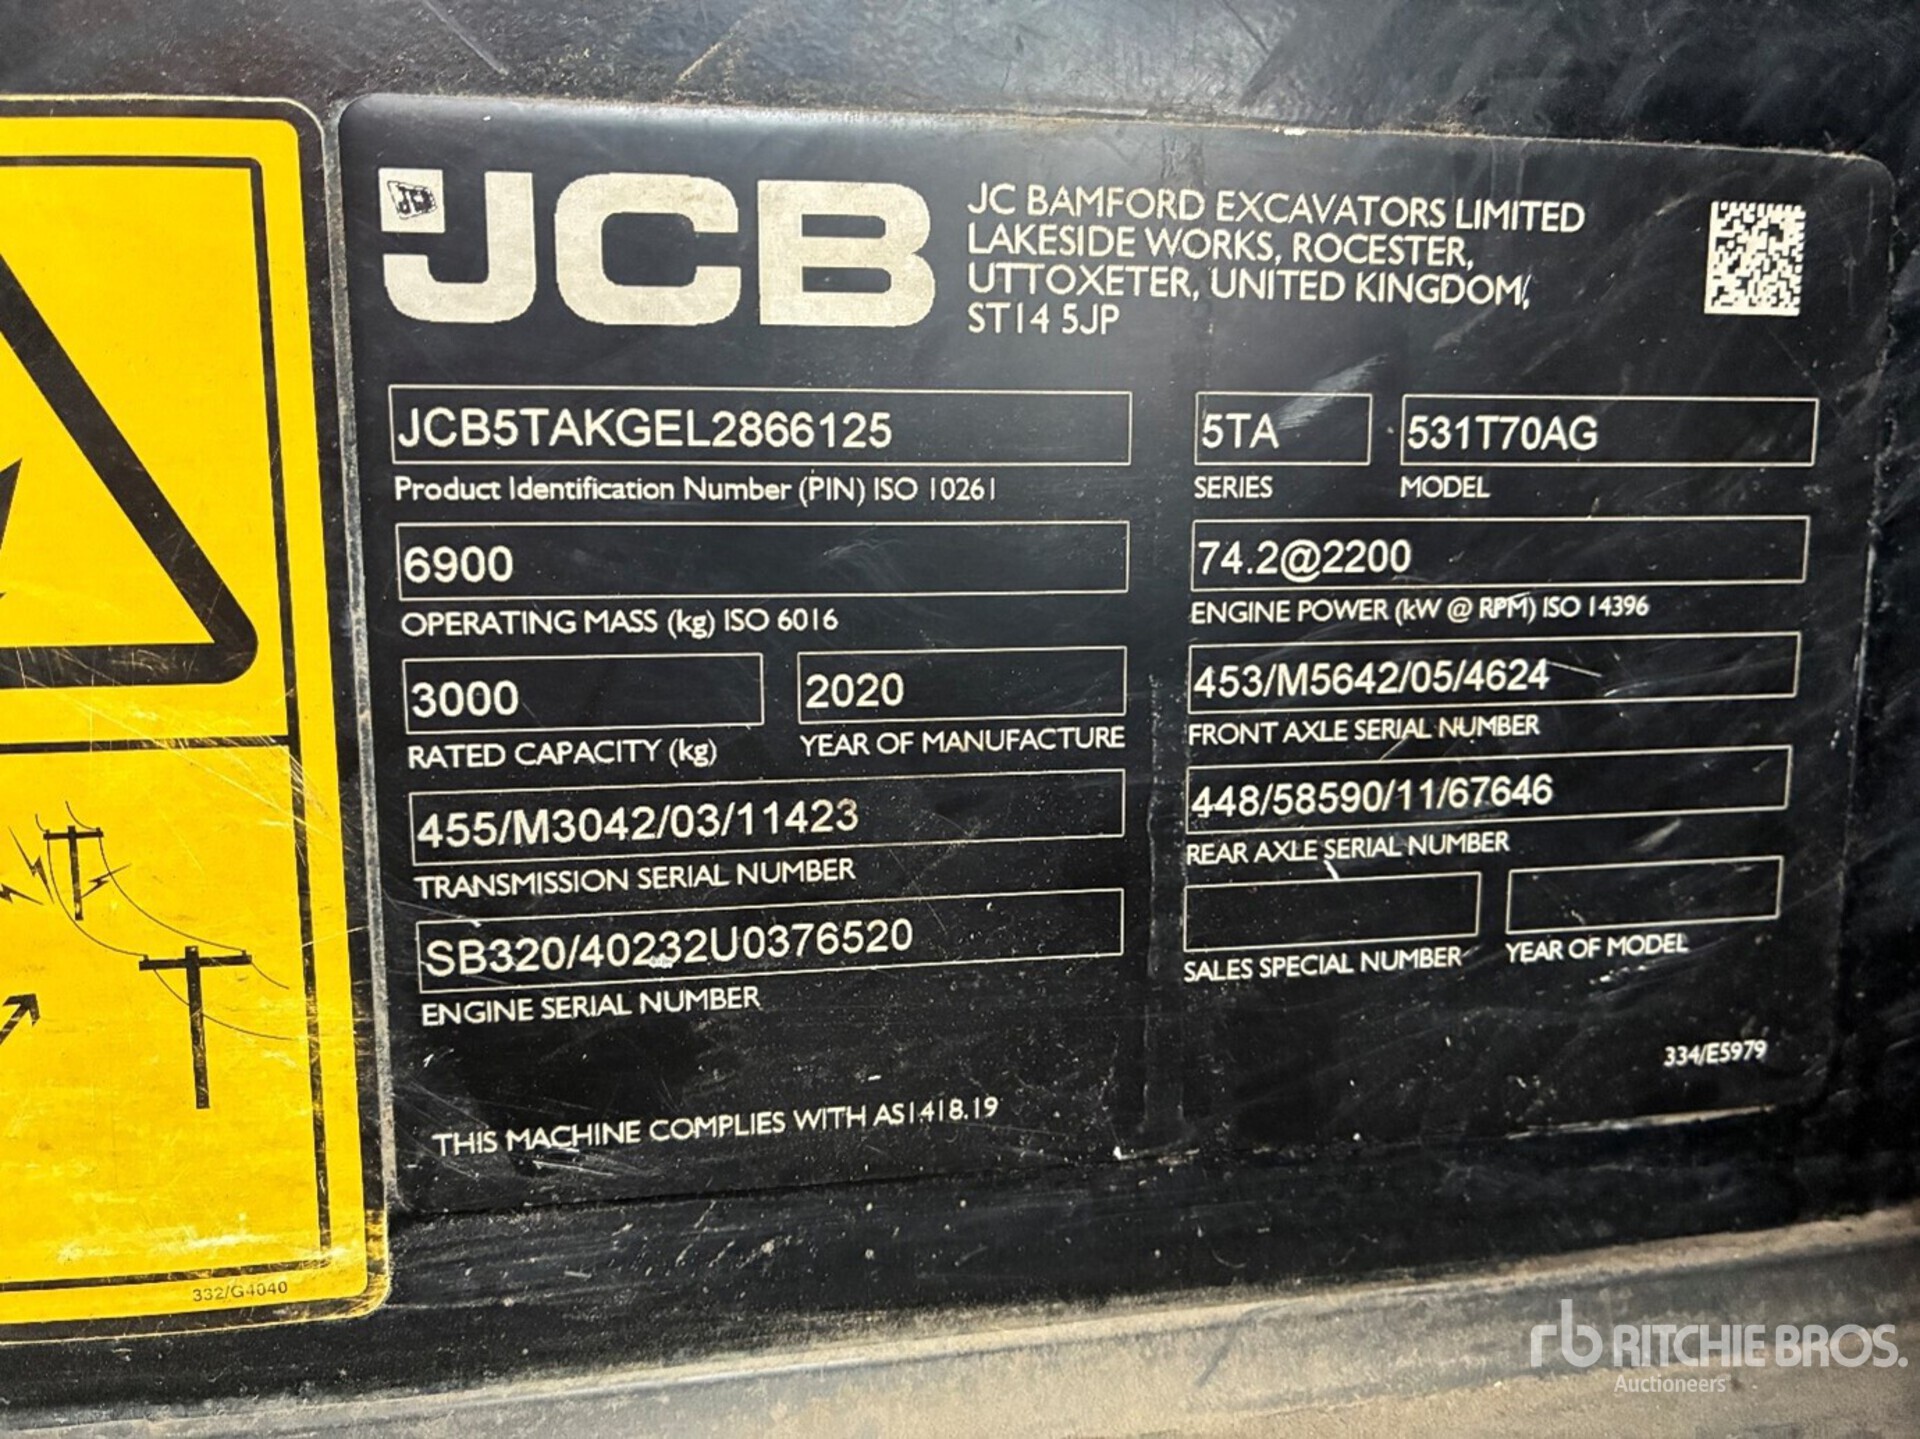 JCB
JCB
JC BAMFORD EXCAVATORS LIMITED
LAKESIDE WORKS, ROCESTER,
UTTOXETER, UNITED KINGDOM,
ST14 5JP
JCB5TAKGEL2866125
Product Identification Number (PIN) ISO 10261
5TA
SERIES
531T70AG
MODEL
6900
OPERATING MASS (kg) ISO 6016
74.2@2200
ENGINE POWER (kW @ RPM) ISO 14396
3000
RATED CAPACITY (kg)
2020
YEAR OF MANUFACTURE
453/M5642/05/4624
FRONT AXLE SERIAL NUMBER
455/M3042/03/11423
TRANSMISSION SERIAL NUMBER
448/58590/11/67646
REAR AXLE SERIAL NUMBER
SB320/40232U0376520
ENGINE SERIAL NUMBER
SALES SPECIAL NUMBER
YEAR OF MODEL
334/E5979
THIS MACHINE COMPLIES WITH AS1418.19
332/G4040
rb RITCHIE BROS.
Auctioneers